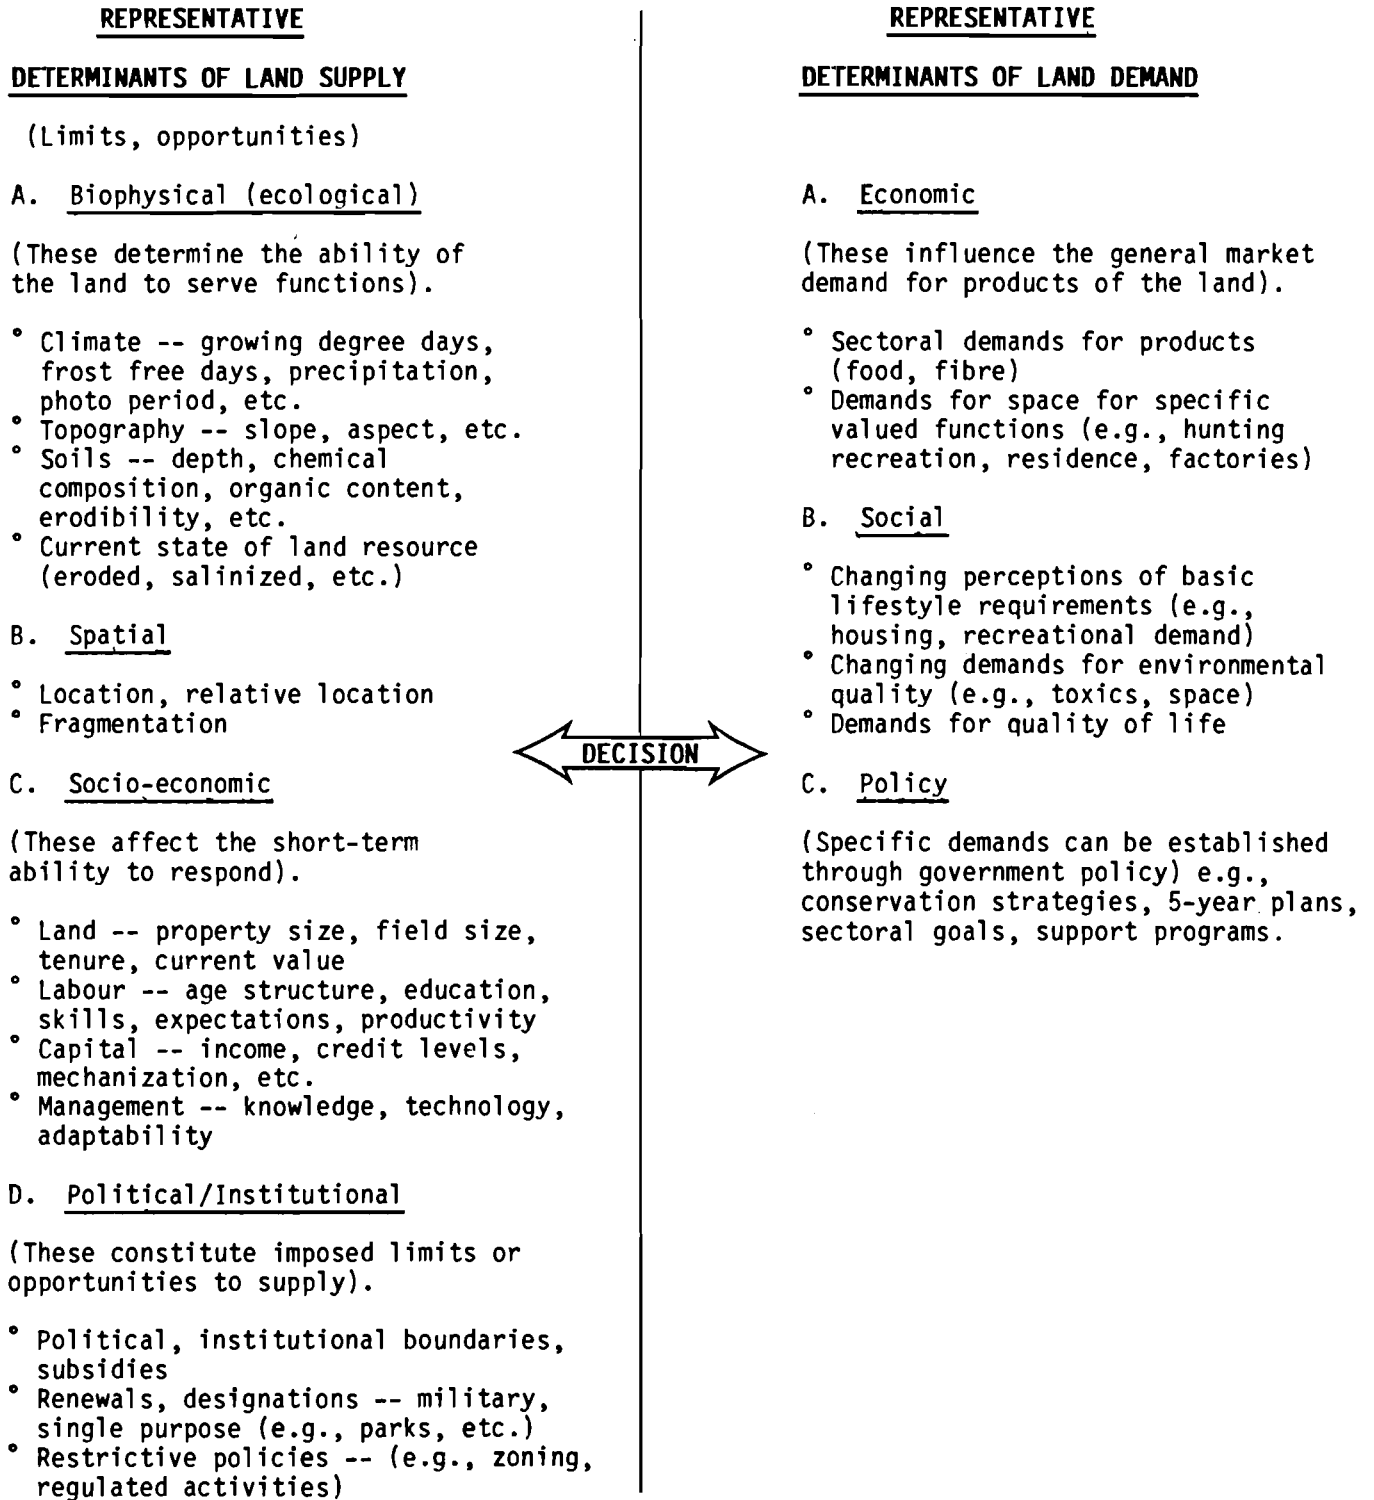 REPRESENTATIVE
DETERMINANTS OF LAND SUPPLY
(Limits, opportunities)
A. Biophysical (ecological)
(These determine the ability of
the land to serve functions).
° Climate -- growing degree days,
frost free days, precipitation,
photo period, etc.
° Topography -- slope, aspect, etc.
° Soils -- depth, chemical
composition, organic content,
erodibility, etc.
° Current state of land resource
(eroded, salinized, etc.)
B. Spatial
° Location, relative location
° Fragmentation
C. Socio-economic
(These affect the short-term
ability to respond).
° Land -- property size, field size,
tenure, current value
° Labour -- age structure, education,
skills, expectations, productivity
° Capital -- income, credit levels,
mechanization, etc.
° Management -- knowledge, technology,
adaptability
D. Political/Institutional
(These constitute imposed limits or
opportunities to supply).
° Political, institutional boundaries,
subsidies
° Renewals, designations -- military,
single purpose (e.g., parks, etc.)
° Restrictive policies -- (e.g., zoning,
regulated activities)
DECISION
REPRESENTATIVE
DETERMINANTS OF LAND DEMAND
A. Economic
(These influence the general market
demand for products of the land).
° Sectoral demands for products
(food, fibre)
° Demands for space for specific
valued functions (e.g., hunting
recreation, residence, factories)
B. Social
° Changing perceptions of basic
lifestyle requirements (e.g.,
housing, recreational demand)
° Changing demands for environmental
quality (e.g., toxics, space)
° Demands for quality of life
C. Policy
(Specific demands can be established
through government policy) e.g.,
conservation strategies, 5-year plans,
sectoral goals, support programs.